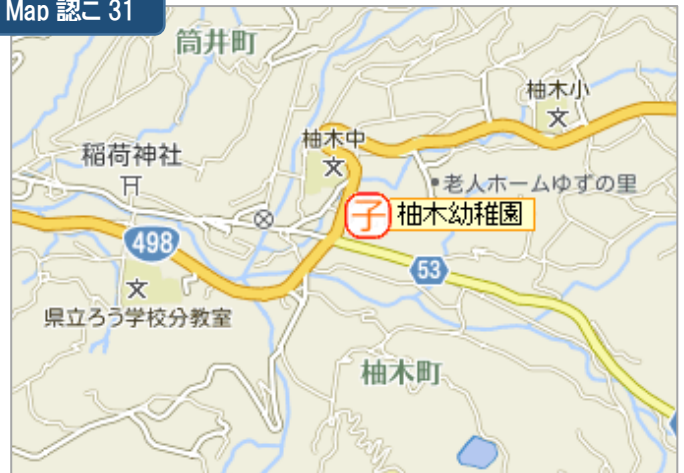 Map 認こ 31
筒井町
柚木小
柚木中
稲荷神社
老人ホームゆずの里
子 柚木幼稚園
498
53
県立ろう学校分教室
柚木町